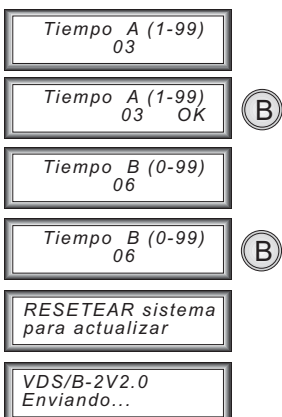 Tiempo A (1-99)
03
Tiempo A (1-99)
03 OK
B
Tiempo B (0-99)
06
Tiempo B (0-99)
06
B
RESETEAR sistema
para actualizar
VDS/B-2V2.0
Enviando...